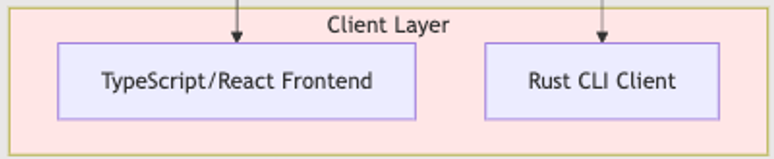 Client Layer
TypeScript/React Frontend
Rust CLI Client